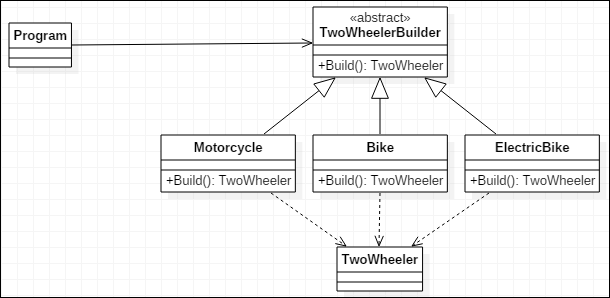 Program
«abstract»
TwoWheelerBuilder
+Build(): TwoWheeler
Motorcycle
+Build(): TwoWheeler
Bike
+Build(): TwoWheeler
ElectricBike
+Build(): TwoWheeler
TwoWheeler